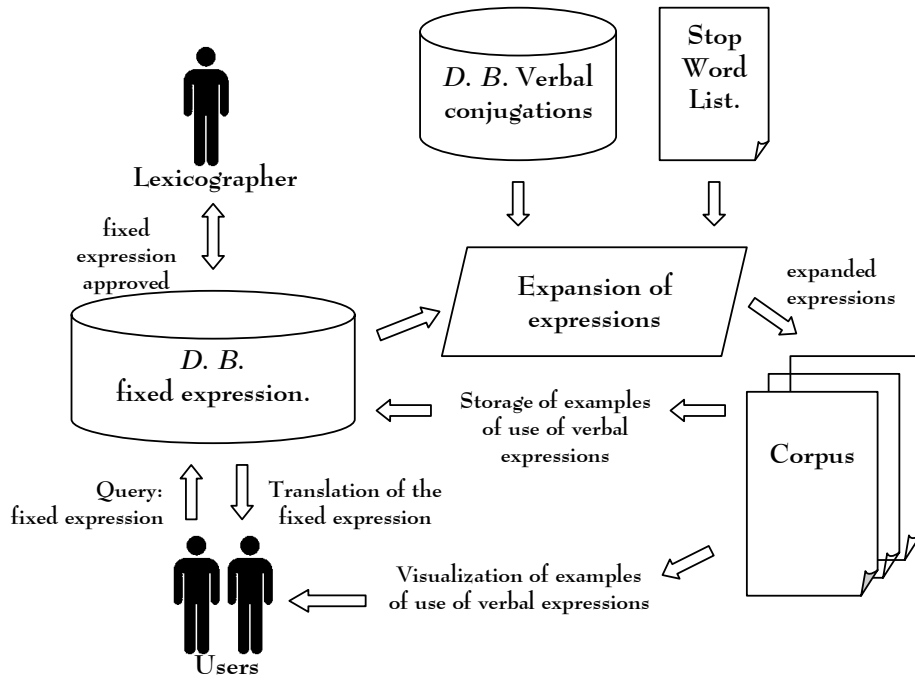 D. B. Verbal
conjugations
Stop
Word
List.
Lexicographer
fixed
expression
approved
Expansion of
expressions
expanded
expressions
D. B.
fixed expression.
Storage of examples
of use of verbal
expressions
Corpus
Query:
fixed expression
Translation of the
fixed expression
Visualization of examples
of use of verbal expressions
Users